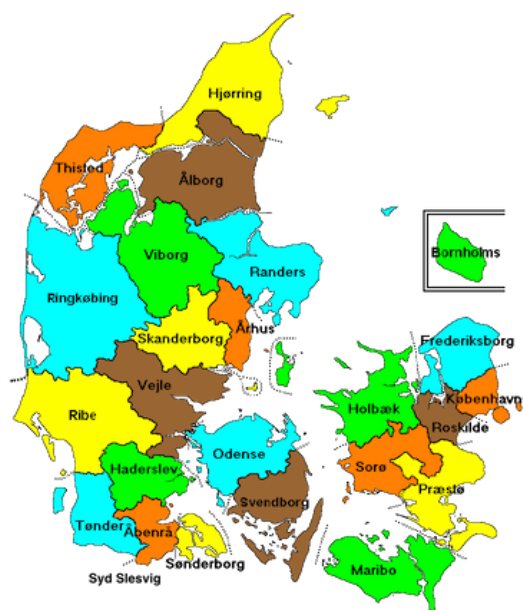 Hjørring
Thisted
Ålborg
Viborg
Bornholms
Randers
Ringkøbing
Skanderborg
Århus
Frederiksborg
Vejle
København
Holbæk
Ribe
Roskilde
Odense
Haderslev
Sorø
Præstø
Svendborg
Tønder
Åbenrå
Sønderborg
Maribo
Syd Slesvig